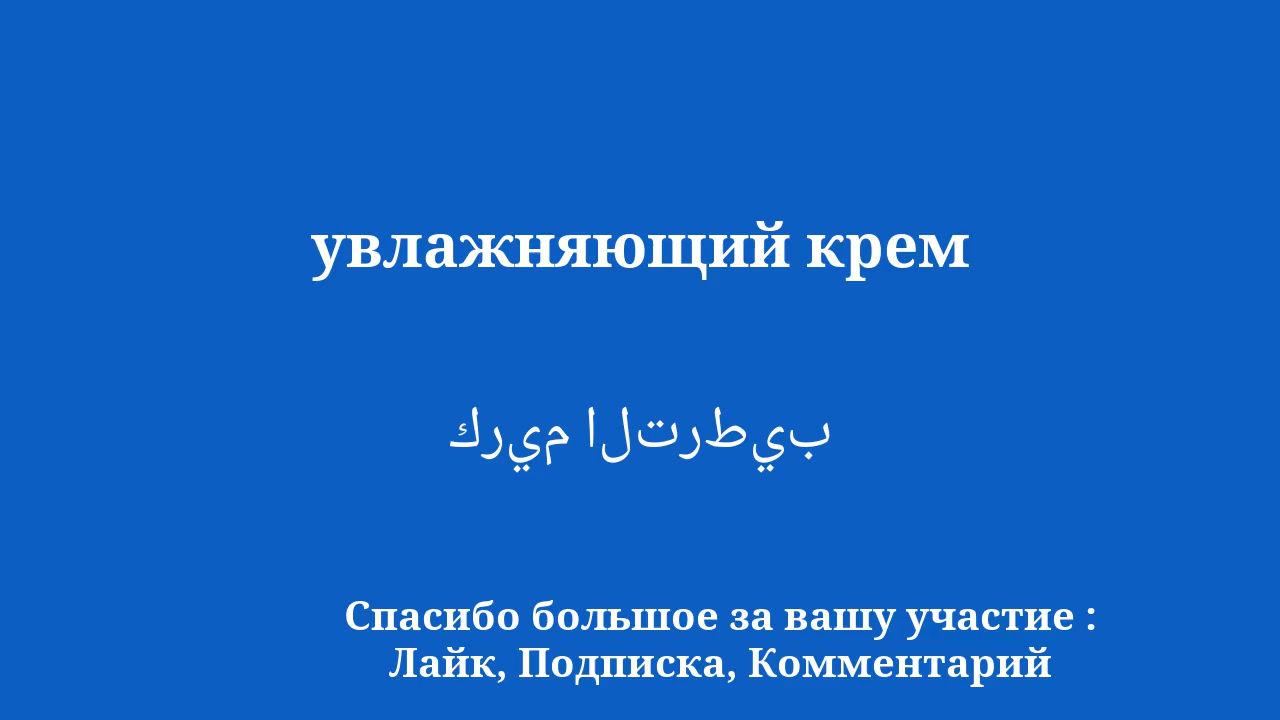 увлажняющий крем
كريم الترطيب
Спасибо большое за вашу участие :
Лайк, Подписка, Комментарий